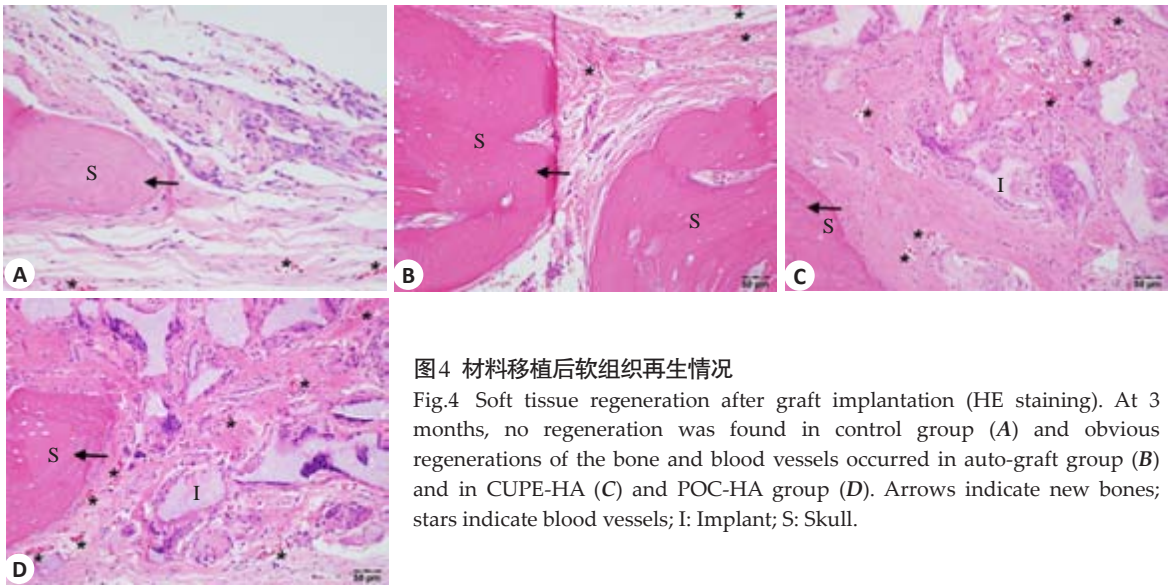 S
A
S
S
B
50 μm
S
I
C
50 μm
S
I
D
50 μm
图4 材料移植后软组织再生情况
Fig.4 Soft tissue regeneration after graft implantation (HE staining). At 3
months, no regeneration was found in control group (A) and obvious
regenerations of the bone and blood vessels occurred in auto-graft group (B)
and in CUPE-HA (C) and POC-HA group (D). Arrows indicate new bones;
stars indicate blood vessels; I: Implant; S: Skull.